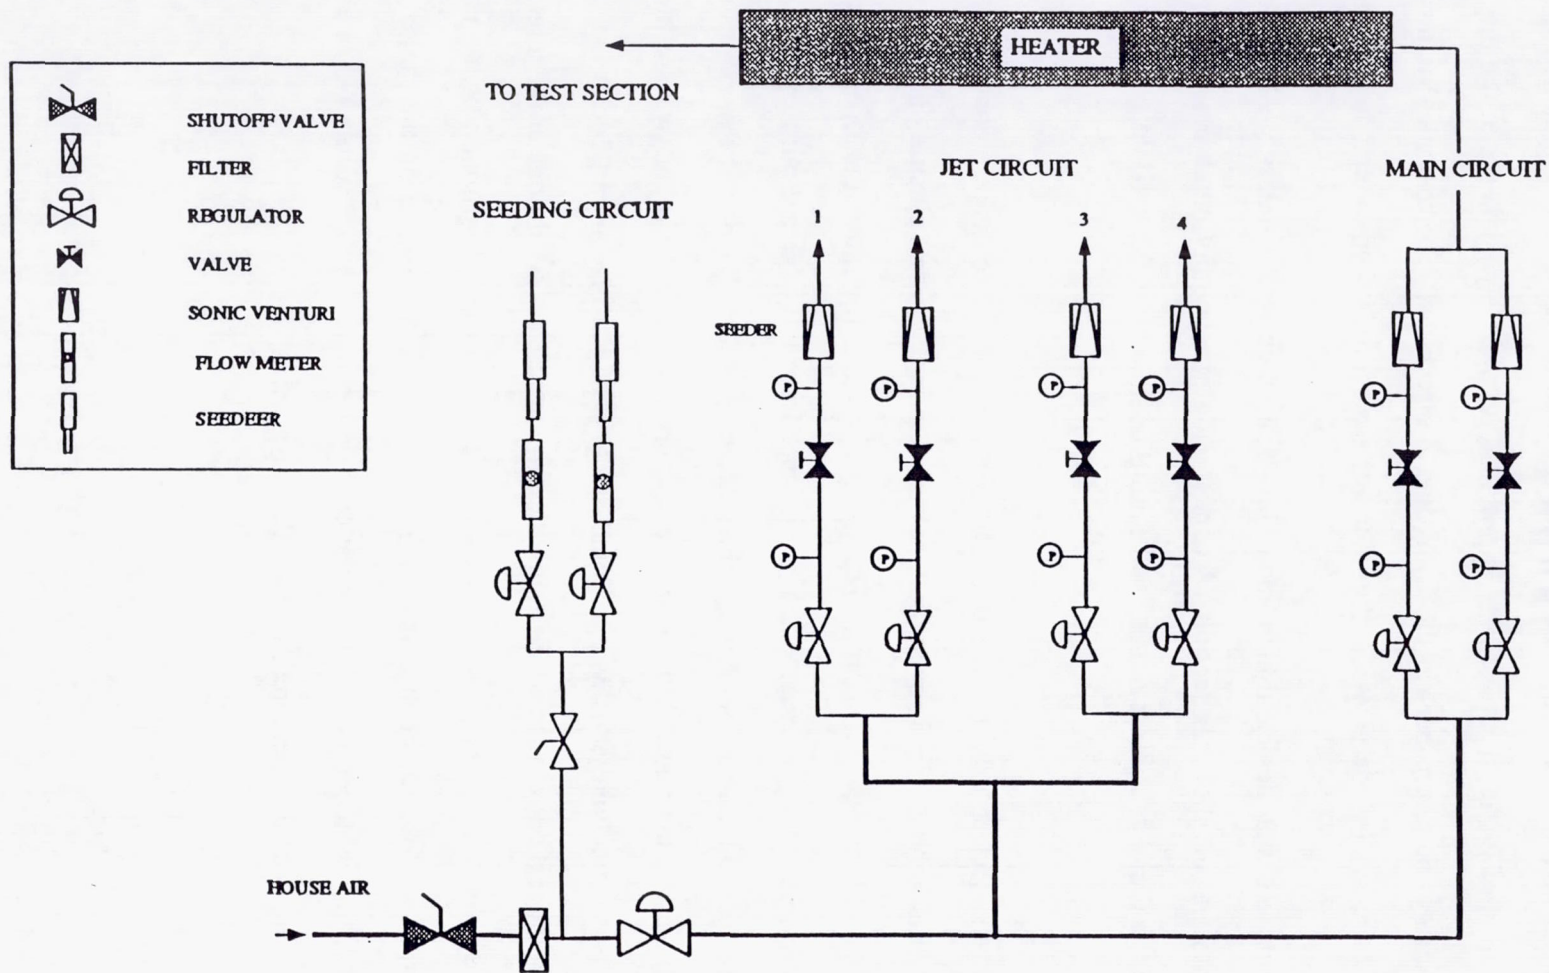 HEATER
TO TEST SECTION
SHUTOFF VALVE
FILTER
REGULATOR
VALVE
SONIC VENTURI
FLOW METER
SEEDEER
SEEDING CIRCUIT
JET CIRCUIT
MAIN CIRCUIT
1 2 3 4
SEEDER
P P P P P P
P P P P P P
HOUSE AIR